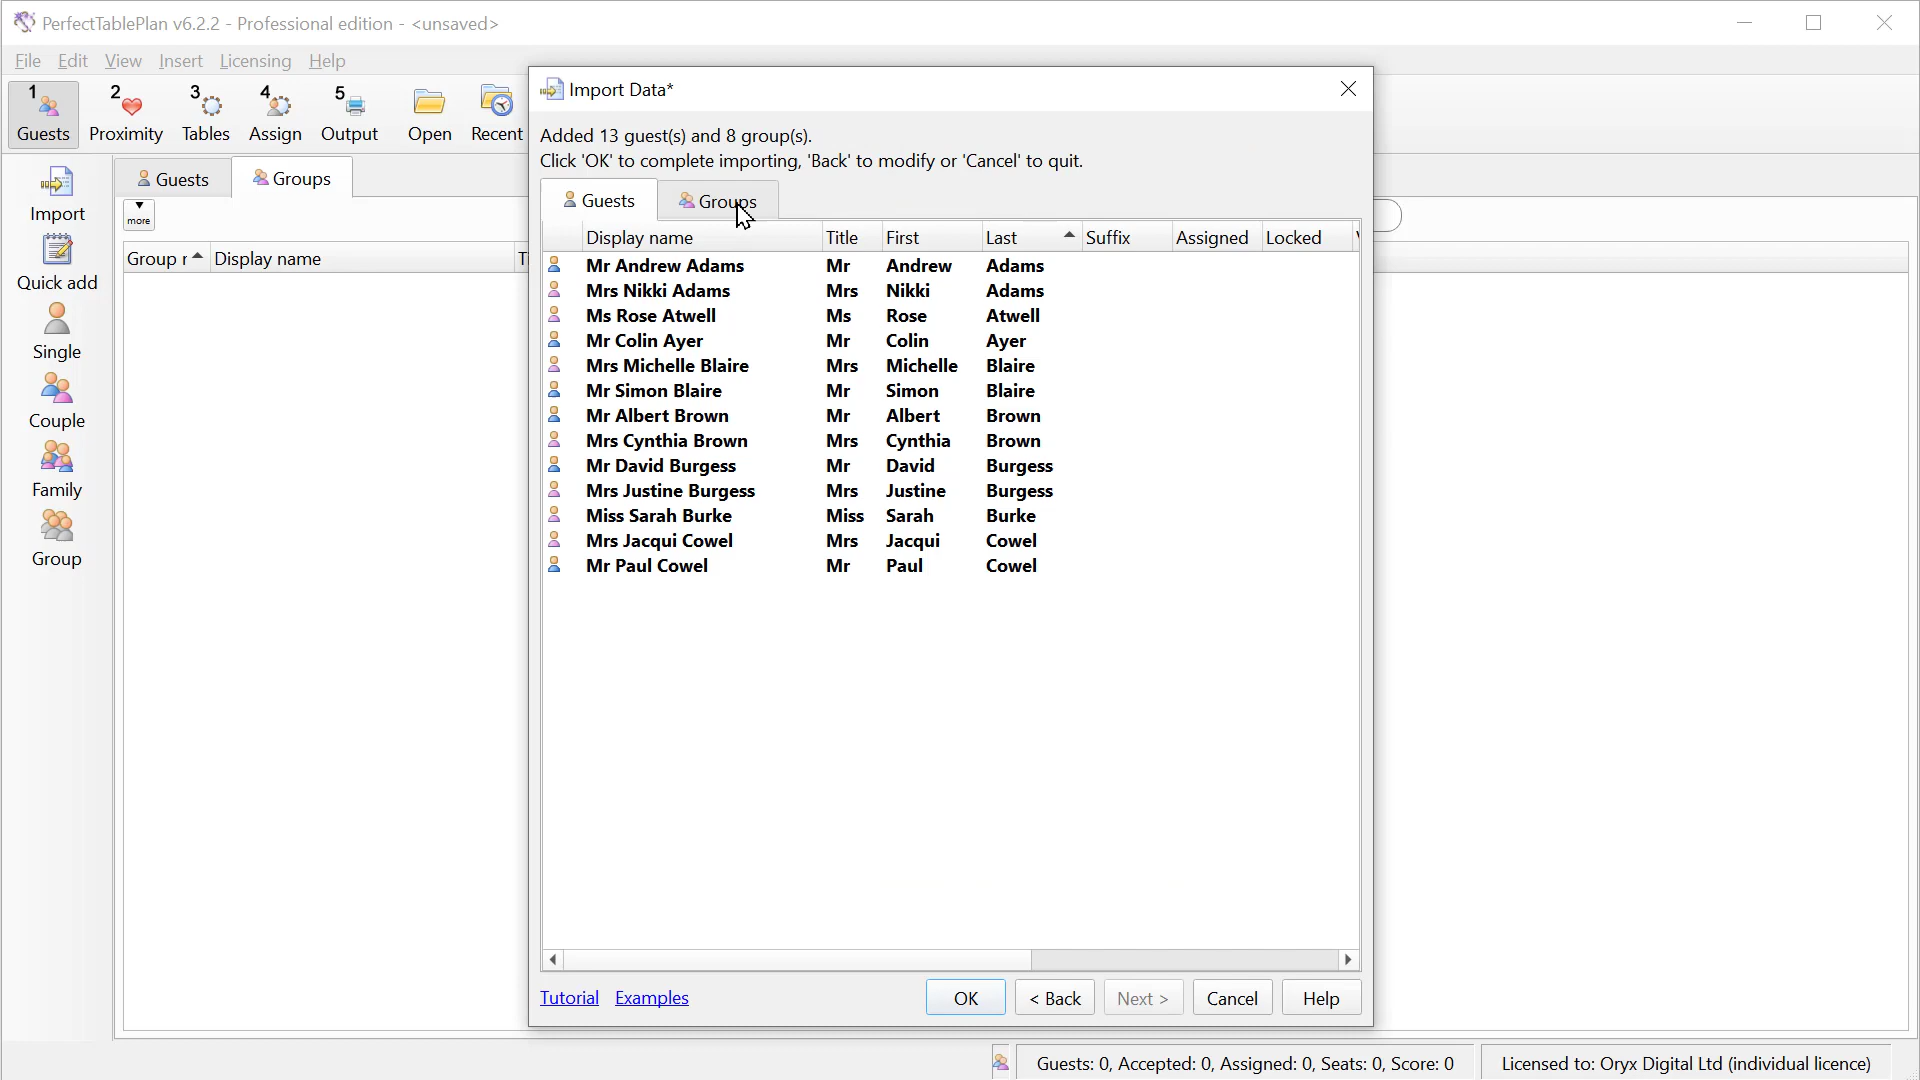 PerfectTablePlan v6.2.2 - Professional edition - <unsaved>
File Edit View Insert Licensing Help
1 2 3 4 5
Guests Proximity Tables Assign Output Open Recent
Import
Quick add
Single
Couple
Family
Group
Guests Groups
more
Group r Display name
Import Data*
Added 13 guest(s) and 8 group(s).
Click 'OK' to complete importing, 'Back' to modify or 'Cancel' to quit.
Guests Groups
Display name Title First Last Suffix Assigned Locked
Mr Andrew Adams Mr Andrew Adams
Mrs Nikki Adams Mrs Nikki Adams
Ms Rose Atwell Ms Rose Atwell
Mr Colin Ayer Mr Colin Ayer
Mrs Michelle Blaire Mrs Michelle Blaire
Mr Simon Blaire Mr Simon Blaire
Mr Albert Brown Mr Albert Brown
Mrs Cynthia Brown Mrs Cynthia Brown
Mr David Burgess Mr David Burgess
Mrs Justine Burgess Mrs Justine Burgess
Miss Sarah Burke Miss Sarah Burke
Mrs Jacqui Cowel Mrs Jacqui Cowel
Mr Paul Cowel Mr Paul Cowel
Tutorial Examples OK < Back Next > Cancel Help
Guests: 0, Accepted: 0, Assigned: 0, Seats: 0, Score: 0 Licensed to: Oryx Digital Ltd (individual licence)